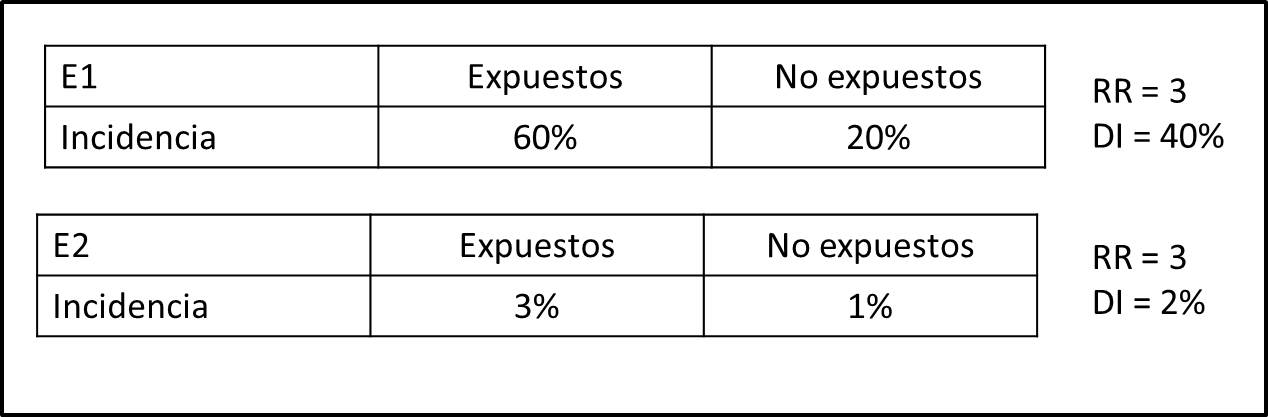 E1 Expuestos No expuestos
Incidencia 60% 20%
RR = 3
DI = 40%
E2 Expuestos No expuestos
Incidencia 3% 1%
RR = 3
DI = 2%